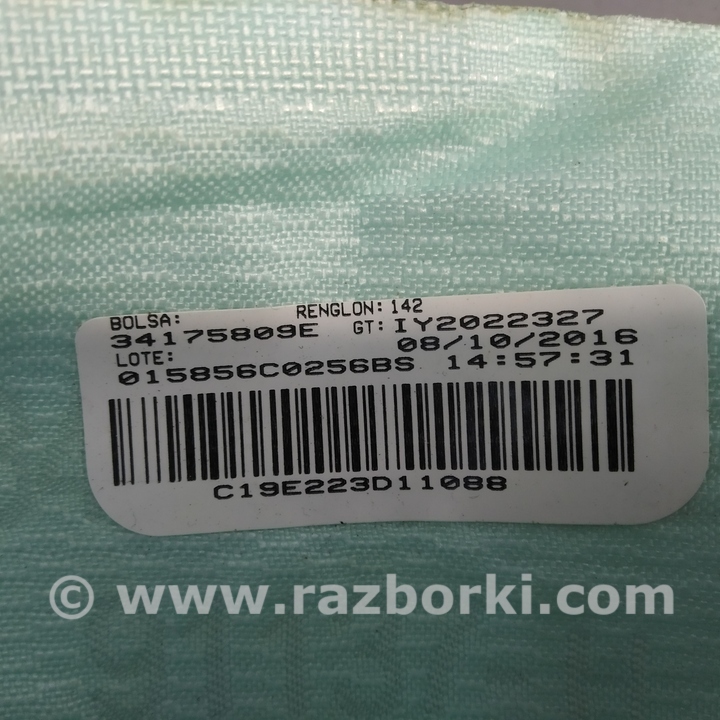 BOLSA: RENGLON: 142
34175809E GT: IY2022327
LOTE: 08/10/2016
015856C0256BS 14:57:31
C19E223D11088
© www.razborki.com